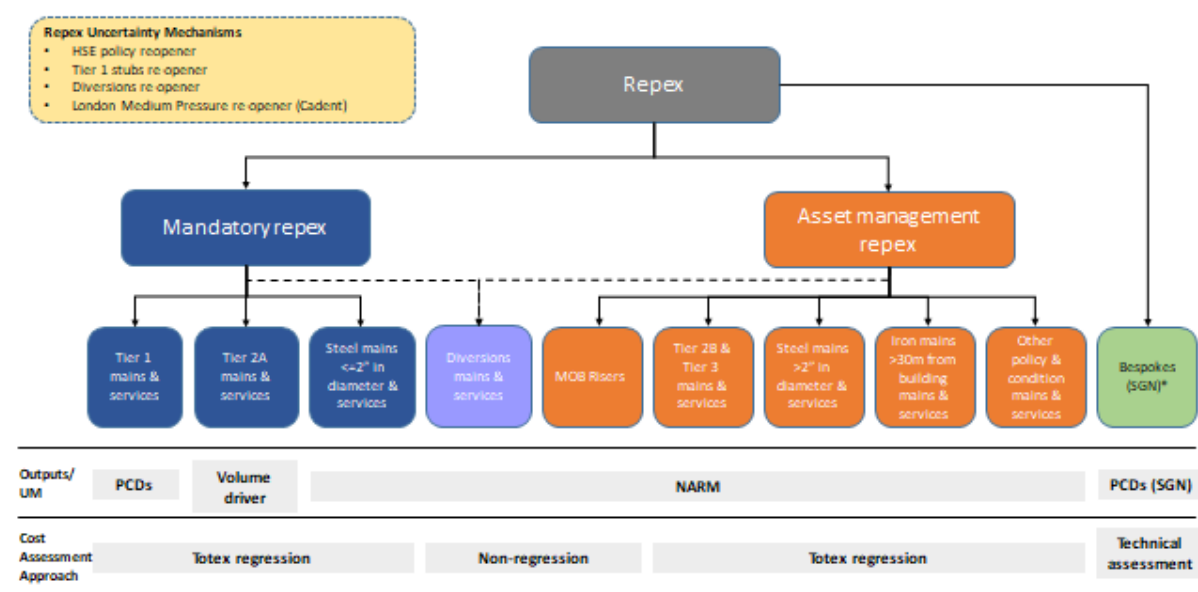 Repex Uncertainty Mechanisms
• HSE policy reopener
• Tier 1 stubs re-opener
• Diversions re-opener
• London Medium Pressure re-opener (Cadent)
Repex
Mandatory repex
Asset management
repex
Tier 1
mains &
services
Tier 2A
mains &
services
Steel mains
<=2" in
diameter &
services
Diversions
mains &
services
MOB Risers
Tier 2B &
Tier 3
mains &
services
Steel mains
>2" in
diameter &
services
Iron mains
>30m from
building
mains &
services
Other
policy &
condition
mains &
services
Bespokes
(SGN)*
Outputs/
UM
PCDs
Volume
driver
NARM
PCDs (SGN)
Cost
Assessment
Approach
Totex regression
Non-regression
Totex regression
Technical
assessment